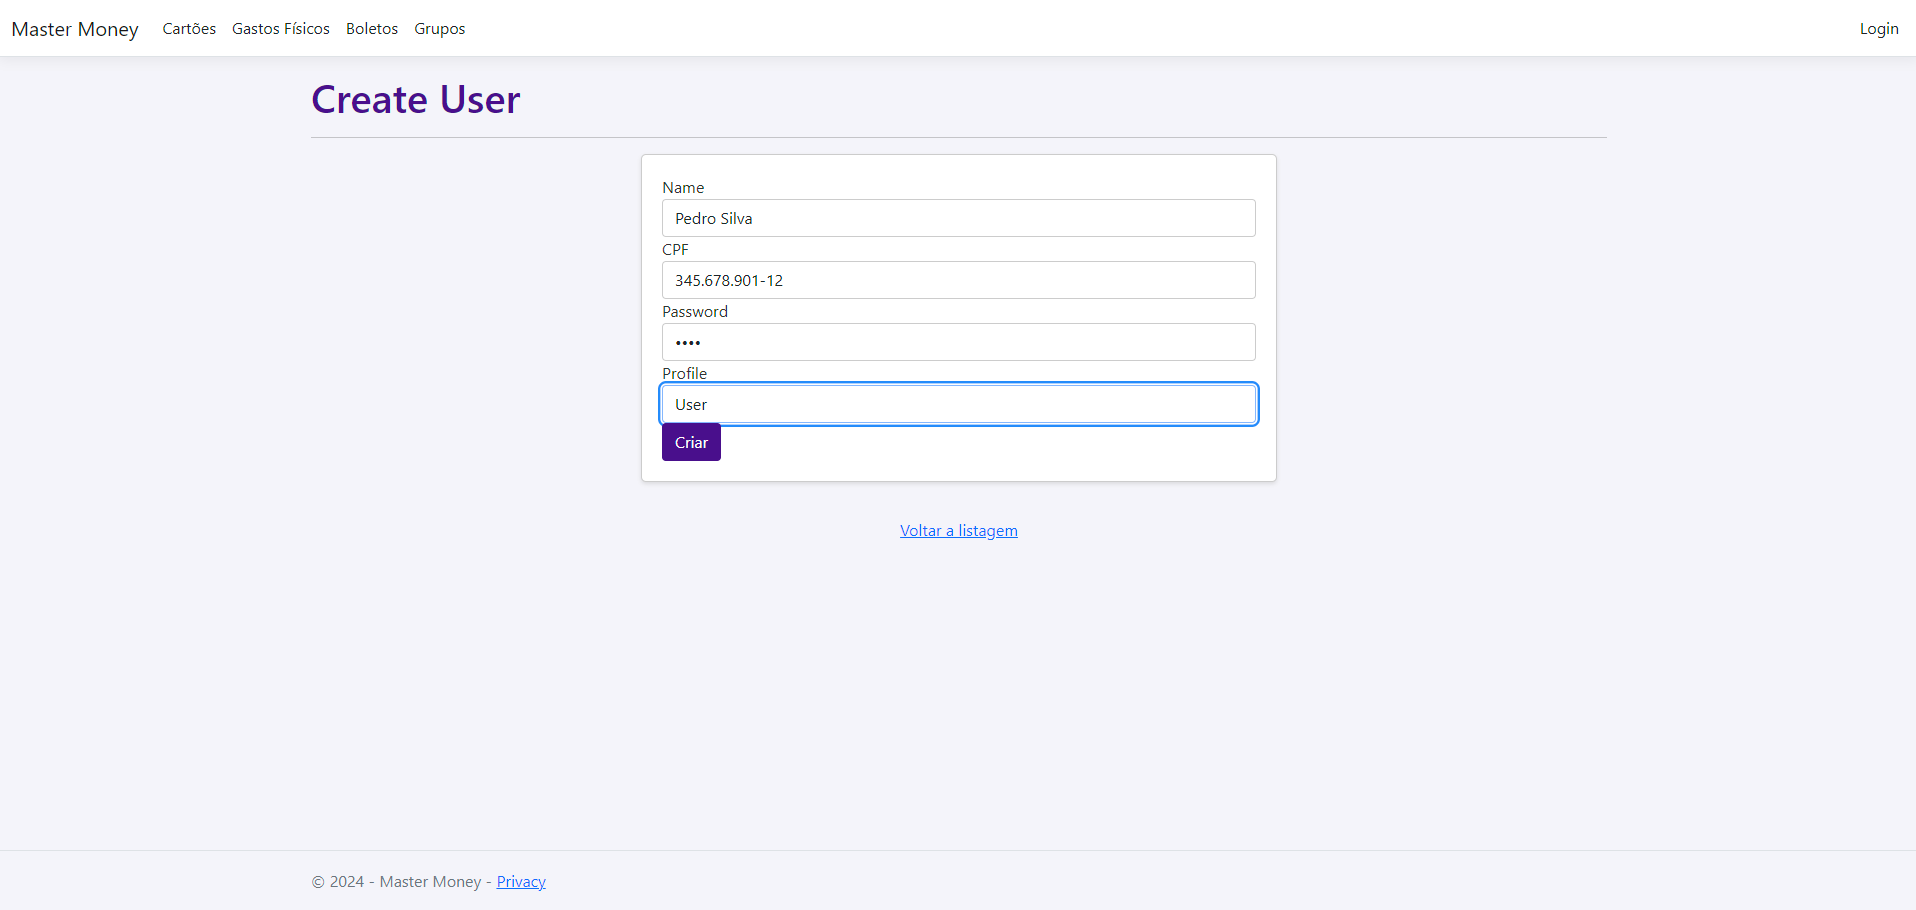 Master Money Cartões Gastos Físicos Boletos Grupos Login
Create User
Name
Pedro Silva
CPF
345.678.901-12
Password
••••
Profile
User
Criar
Voltar a listagem
© 2024 - Master Money - Privacy